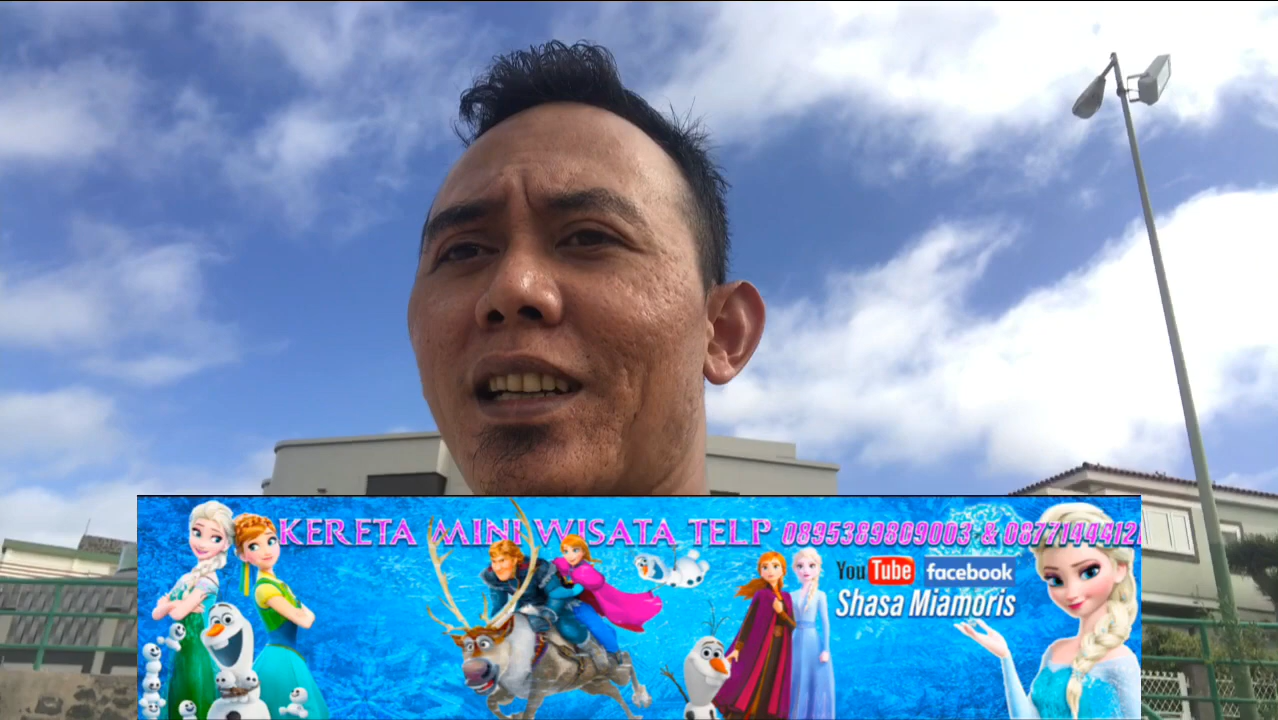 KERETA MINI WISATA TELP 0895389809003 & 0877144412
YouTube facebook
Shasa Miamoris